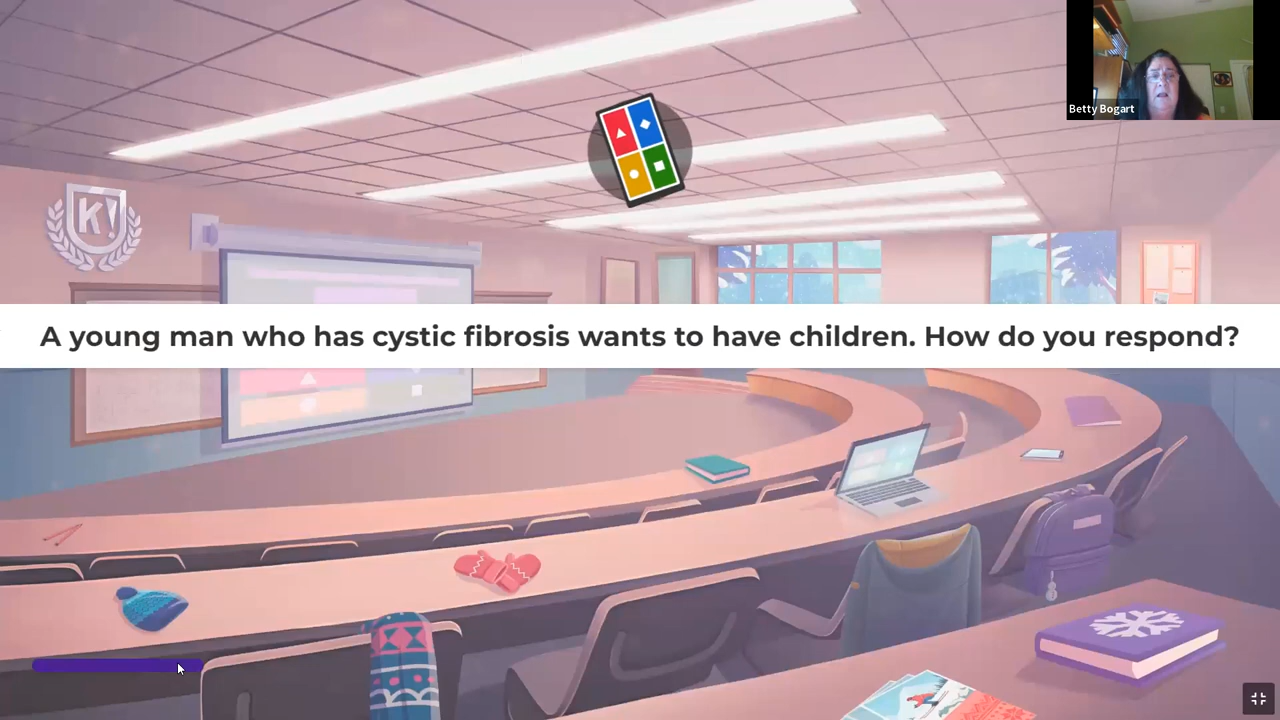 Betty Bogart
K!
A young man who has cystic fibrosis wants to have children. How do you respond?